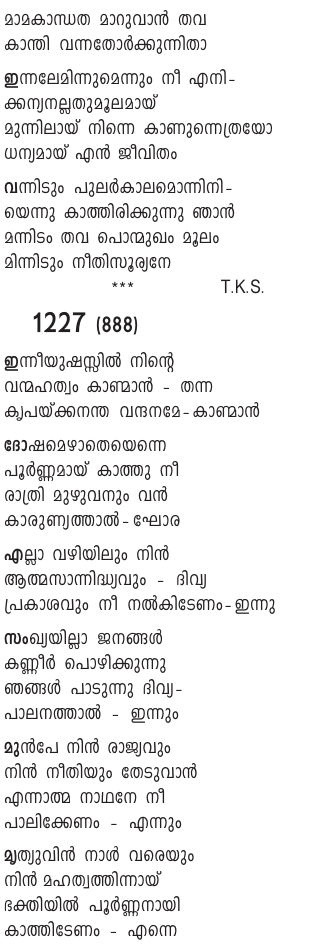 മാമകാന്ധത മാറുവാൻ തവ
കാന്തി വന്നതോർക്കുന്നിതാ
ഇന്നലേമിന്നുമെന്നും നീ എനി-
ക്കന്യനല്ലതുമൂലമായ്
മുന്നിലായ് നിന്നെ കാണുന്നെത്രയോ
ധന്യമായ് എൻ ജീവിതം
വന്നിടും പുലർകാലമൊന്നിനി-
യെന്നു കാത്തിരിക്കുന്നു ഞാൻ
മന്നിടം തവ പൊന്മുഖം മൂലം
മിന്നിടും നീതിസൂര്യനേ
*** T.K.S.
1227 (888)
ഇന്നീയുഷസ്സിൽ നിന്റെ
വന്മഹത്വം കാണ്മാൻ - തന്ന
കൃപയ്ക്കനന്ത വന്ദനമേ-കാണ്മാൻ
ദോഷമെഴാതെയെന്നെ
പൂർണ്ണമായ് കാത്തു നീ
രാത്രി മുഴുവനും വൻ
കാരുണ്യത്താൽ-ഘോര
എല്ലാ വഴിയിലും നിൻ
ആത്മസാന്നിദ്ധ്യവും - ദിവ്യ
പ്രകാശവും നീ നൽകിടേണം-ഇന്നു
സംഖ്യയില്ലാ ജനങ്ങൾ
കണ്ണീർ പൊഴിക്കുന്നു
ഞങ്ങൾ പാടുന്നു ദിവ്യ-
പാലനത്താൽ - ഇന്നും
മുൻപേ നിൻ രാജ്യവും
നിൻ നീതിയും തേടുവാൻ
എന്നാത്മ നാഥനേ നീ
പാലിക്കേണം - എന്നും
മൃത്യുവിൻ നാൾ വരെയും
നിൻ മഹത്വത്തിന്നായ്
ഭക്തിയിൽ പൂർണ്ണനായി
കാത്തിടേണം - എന്നെ